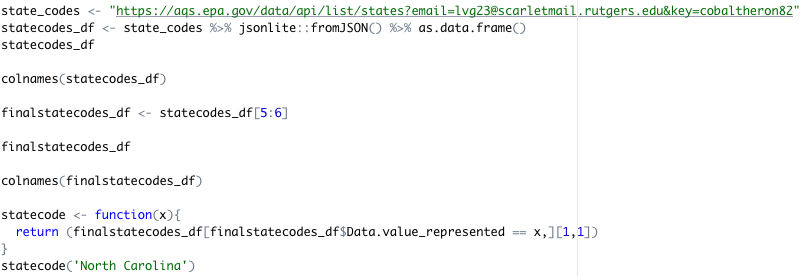 state_codes <- "https://aqs.epa.gov/data/api/list/states?email=lvg23@scarletmail.rutgers.edu&key=cobaltheron82"
statecodes_df <- state_codes %>% jsonlite::fromJSON() %>% as.data.frame()
statecodes_df
colnames(statecodes_df)
finalstatecodes_df <- statecodes_df[5:6]
finalstatecodes_df
colnames(finalstatecodes_df)
statecode <- function(x){
  return (finalstatecodes_df[finalstatecodes_df$Data.value_represented == x,][1,1])
}
statecode('North Carolina')